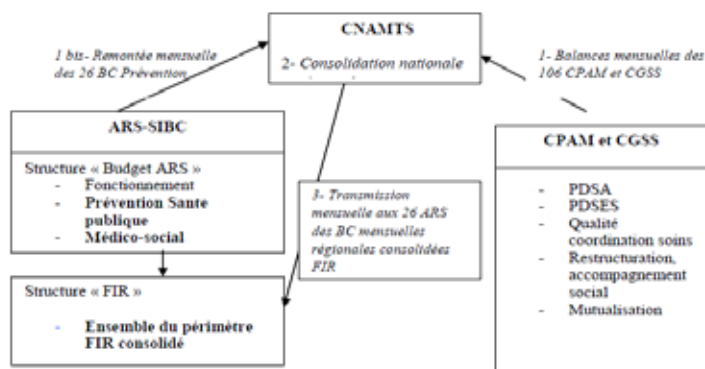 1 bis- Remontée mensuelle
des 26 BC Prévention
CNAMTS
2- Consolidation nationale
1- Balances mensuelles des
106 CPAM et CGSS
ARS-SIBC
Structure « Budget ARS »
- Fonctionnement
- Prévention Sante
publique
- Médico-social
3- Transmission
mensuelle aux 26 ARS
des BC mensuelles
régionales consolidées
FIR
CPAM et CGSS
- PDSA
- PDSES
- Qualité
coordination soins
- Restructuration,
accompagnement
social
- Mutualisation
Structure « FIR »
- Ensemble du périmètre
FIR consolidé